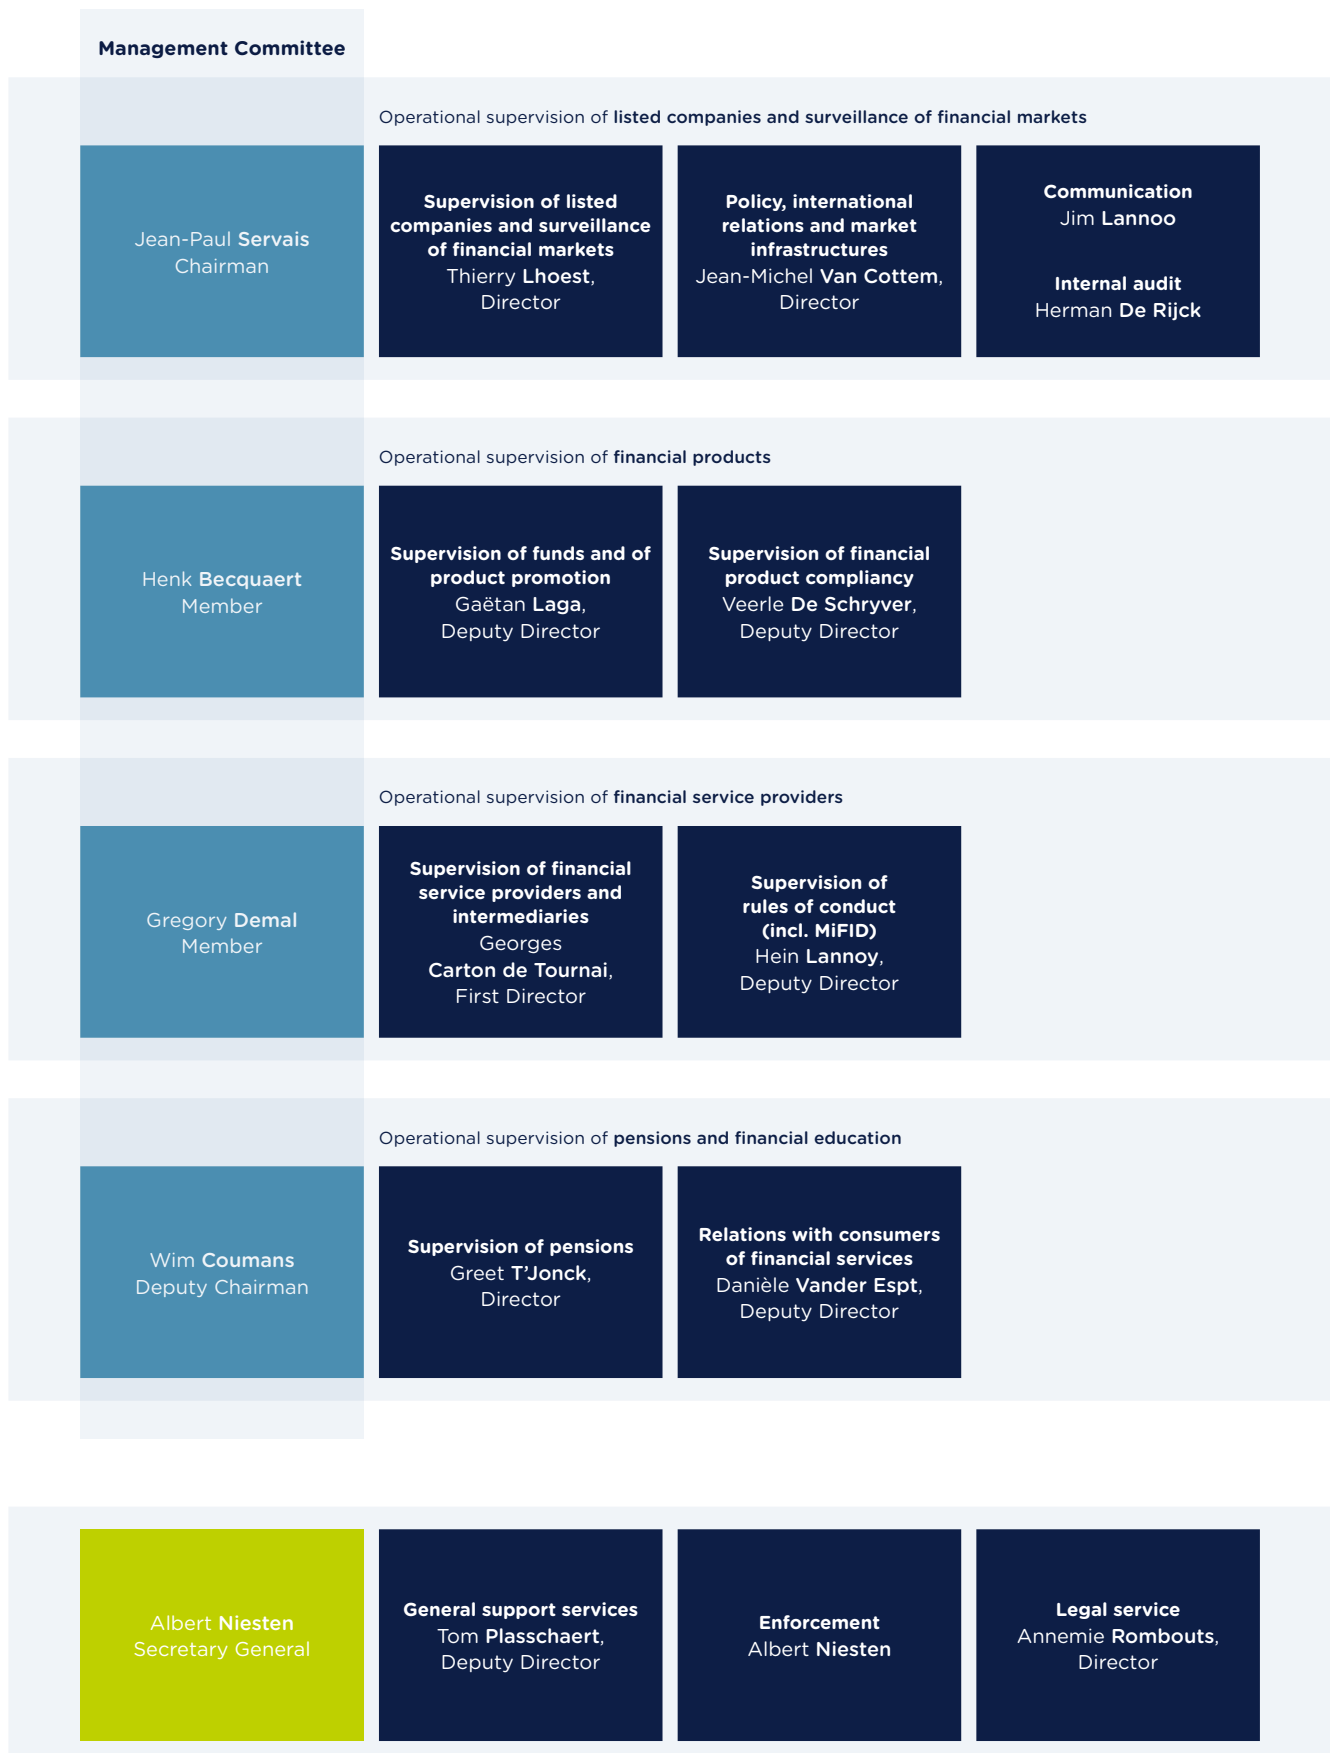 Management Committee
Operational supervision of listed companies and surveillance of financial markets
Jean-Paul Servais
Chairman
Supervision of listed
companies and surveillance
of financial markets
Thierry Lhoest,
Director
Policy, international
relations and market
infrastructures
Jean-Michel Van Cottem,
Director
Communication
Jim Lannoo
Internal audit
Herman De Rijck
Operational supervision of financial products
Henk Becquaert
Member
Supervision of funds and of
product promotion
Gaëtan Laga,
Deputy Director
Supervision of financial
product compliancy
Veerle De Schryver,
Deputy Director
Operational supervision of financial service providers
Gregory Demal
Member
Supervision of financial
service providers and
intermediaries
Georges
Carton de Tournai,
First Director
Supervision of
rules of conduct
(incl. MiFID)
Hein Lannoy,
Deputy Director
Operational supervision of pensions and financial education
Wim Coumans
Deputy Chairman
Supervision of pensions
Greet T’Jonck,
Director
Relations with consumers
of financial services
Danièle Vander Espt,
Deputy Director
Albert Niesten
Secretary General
General support services
Tom Plasschaert,
Deputy Director
Enforcement
Albert Niesten
Legal service
Annemie Rombouts,
Director